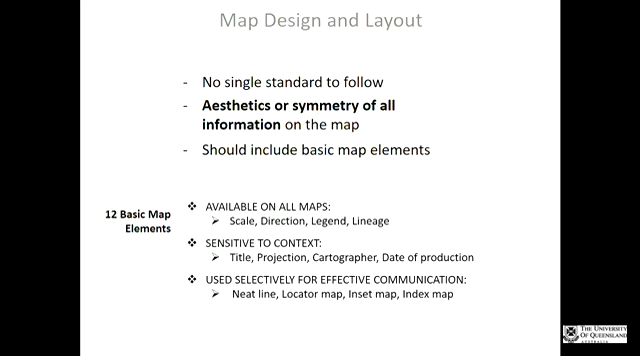 Map Design and Layout
- No single standard to follow
- Aesthetics or symmetry of all
information on the map
- Should include basic map elements
12 Basic Map
Elements
❖ AVAILABLE ON ALL MAPS:
➢ Scale, Direction, Legend, Lineage
❖ SENSITIVE TO CONTEXT:
➢ Title, Projection, Cartographer, Date of production
❖ USED SELECTIVELY FOR EFFECTIVE COMMUNICATION:
➢ Neat line, Locator map, Inset map, Index map
THE UNIVERSITY
OF QUEENSLAND
AUSTRALIA